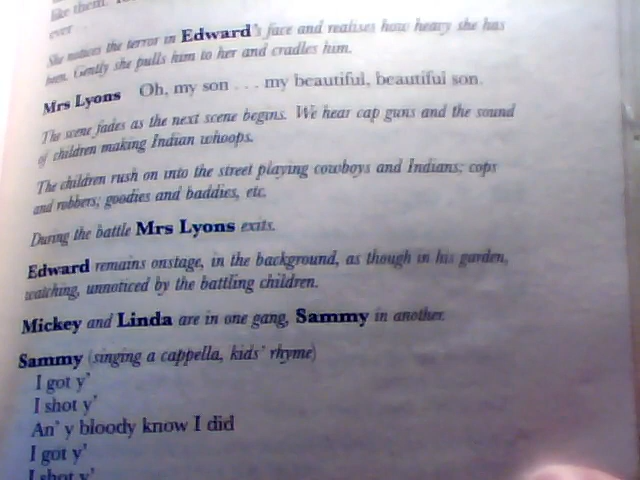 like them.
ever
She notices the terror in Edward's face and realises how heavy she has
been. Gently she pulls him to her and cradles him.
Mrs Lyons Oh, my son . . . my beautiful, beautiful son.
The scene fades as the next scene begins. We hear cap guns and the sound
of children making Indian whoops.
The children rush on into the street playing cowboys and Indians; cops
and robbers; goodies and baddies, etc.
During the battle Mrs Lyons exits.
Edward remains onstage, in the background, as though in his garden,
watching, unnoticed by the battling children.
Mickey and Linda are in one gang, Sammy in another.
Sammy (singing a cappella, kids' rhyme)
I got y'
I shot y'
An' y bloody know I did
I got y'
I shot y'